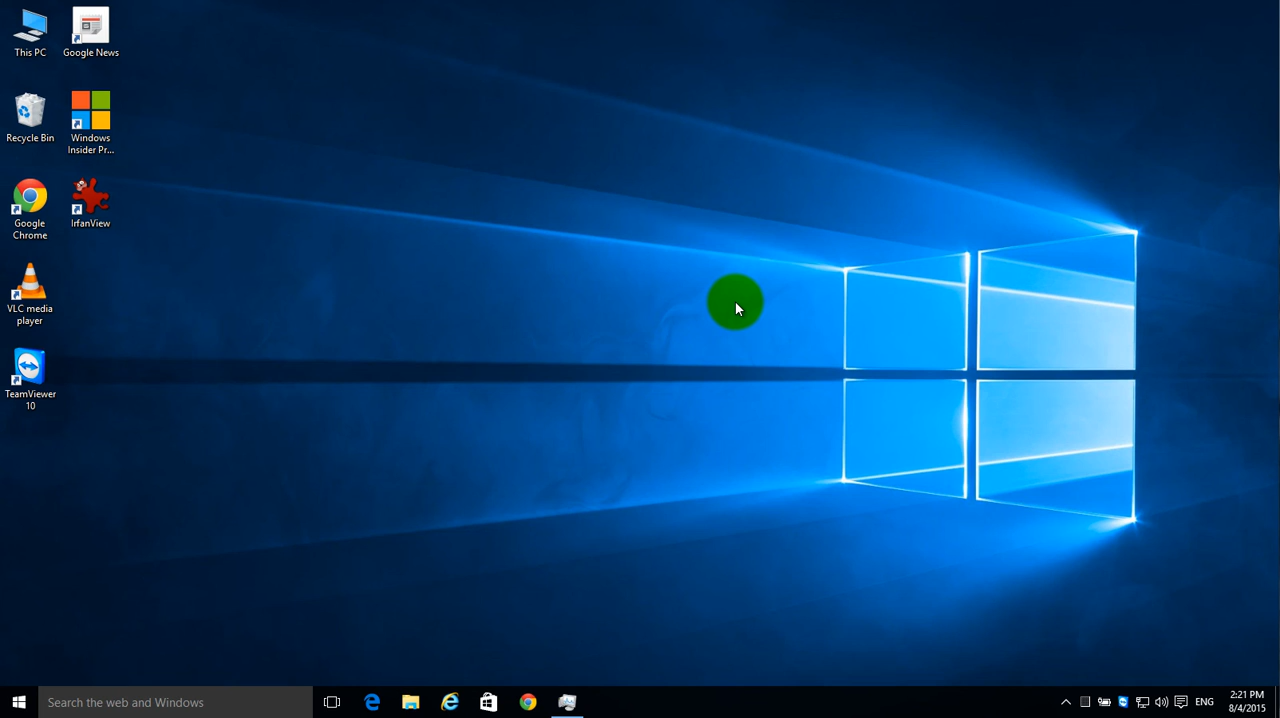 This PC
Google News
Recycle Bin
Windows
Insider Pr...
Google
Chrome
IrfanView
VLC media
player
TeamViewer
10
Search the web and Windows
ENG
2:21 PM
8/4/2015